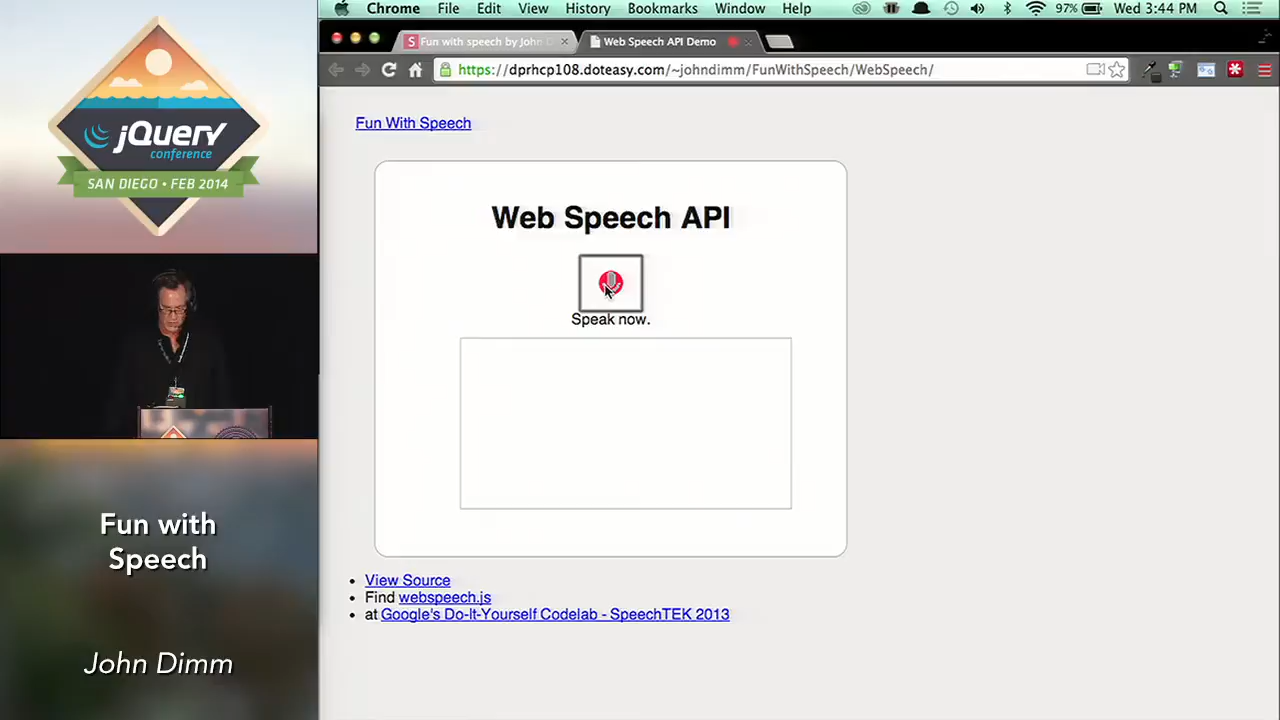 jQuery
conference
SAN DIEGO • FEB 2014
Fun with
Speech
John Dimm
Chrome File Edit View History Bookmarks Window Help 97% Wed 3:44 PM
Fun with speech by John D
Web Speech API Demo
https://dprhcp108.doteasy.com/~johndimm/FunWithSpeech/WebSpeech/
Fun With Speech
Web Speech API
Speak now.
View Source
Find webspeech.js
at Google's Do-It-Yourself Codelab - SpeechTEK 2013